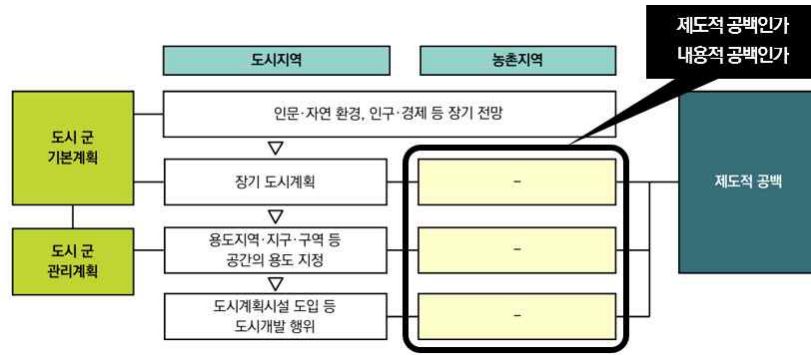 제도적 공백인가
내용적 공백인가
도시지역
농촌지역
도시 군
기본계획
인문·자연 환경, 인구·경제 등 장기 전망
장기 도시계획
–
제도적 공백
도시 군
관리계획
용도지역·지구·구역 등
공간의 용도 지정
–
도시계획시설 도입 등
도시개발 행위
–